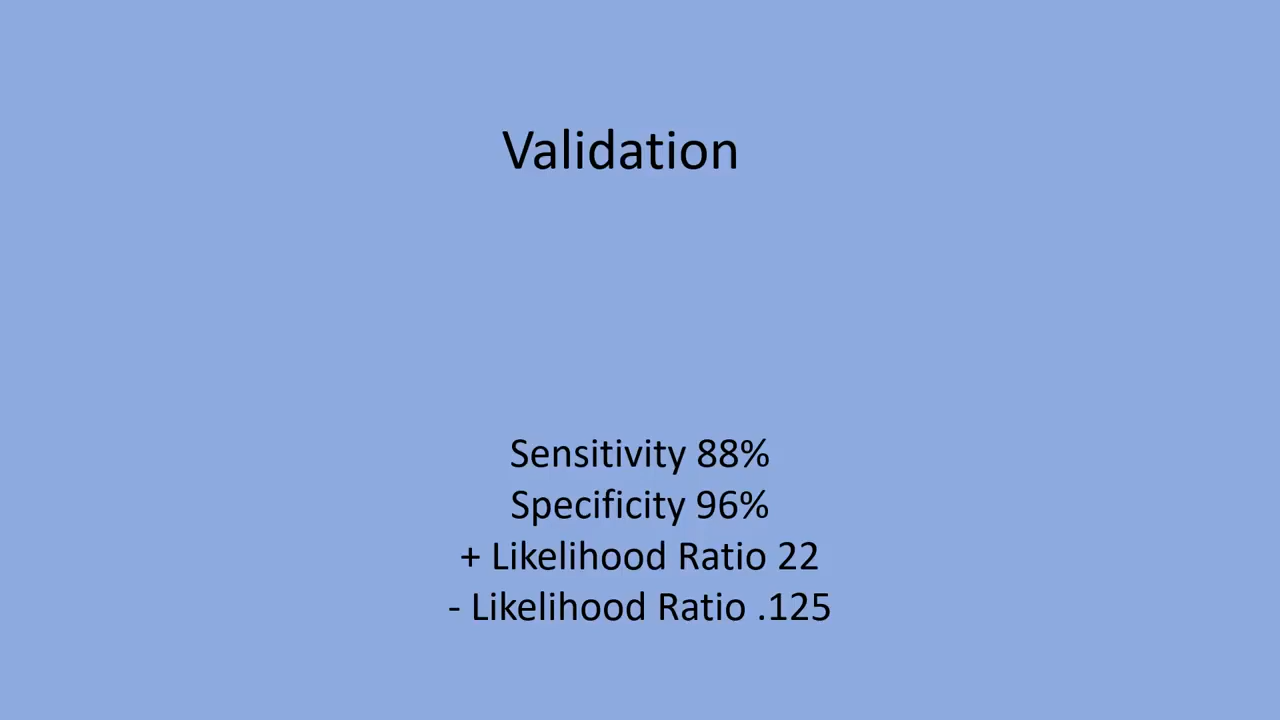 Validation
Sensitivity 88%
Specificity 96%
+ Likelihood Ratio 22
- Likelihood Ratio .125